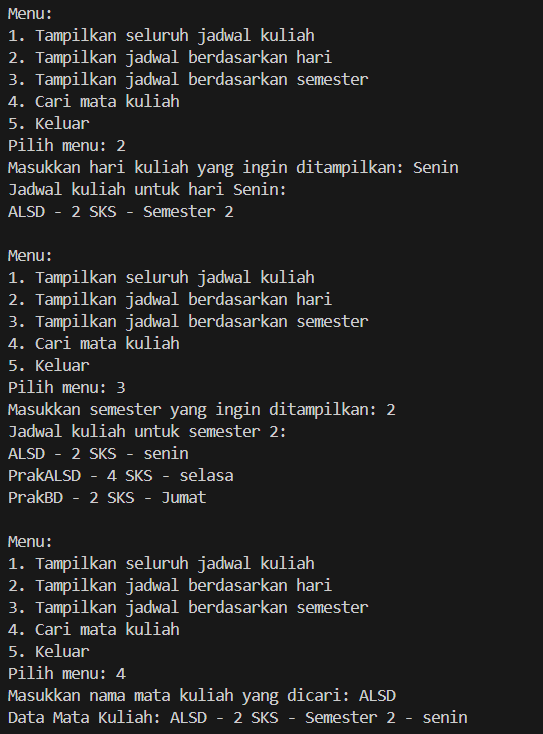 Menu:
1. Tampilkan seluruh jadwal kuliah
2. Tampilkan jadwal berdasarkan hari
3. Tampilkan jadwal berdasarkan semester
4. Cari mata kuliah
5. Keluar
Pilih menu: 2
Masukkan hari kuliah yang ingin ditampilkan: Senin
Jadwal kuliah untuk hari Senin:
ALSD - 2 SKS - Semester 2

Menu:
1. Tampilkan seluruh jadwal kuliah
2. Tampilkan jadwal berdasarkan hari
3. Tampilkan jadwal berdasarkan semester
4. Cari mata kuliah
5. Keluar
Pilih menu: 3
Masukkan semester yang ingin ditampilkan: 2
Jadwal kuliah untuk semester 2:
ALSD - 2 SKS - senin
PrakALSD - 4 SKS - selasa
PrakBD - 2 SKS - Jumat

Menu:
1. Tampilkan seluruh jadwal kuliah
2. Tampilkan jadwal berdasarkan hari
3. Tampilkan jadwal berdasarkan semester
4. Cari mata kuliah
5. Keluar
Pilih menu: 4
Masukkan nama mata kuliah yang dicari: ALSD
Data Mata Kuliah: ALSD - 2 SKS - Semester 2 - senin